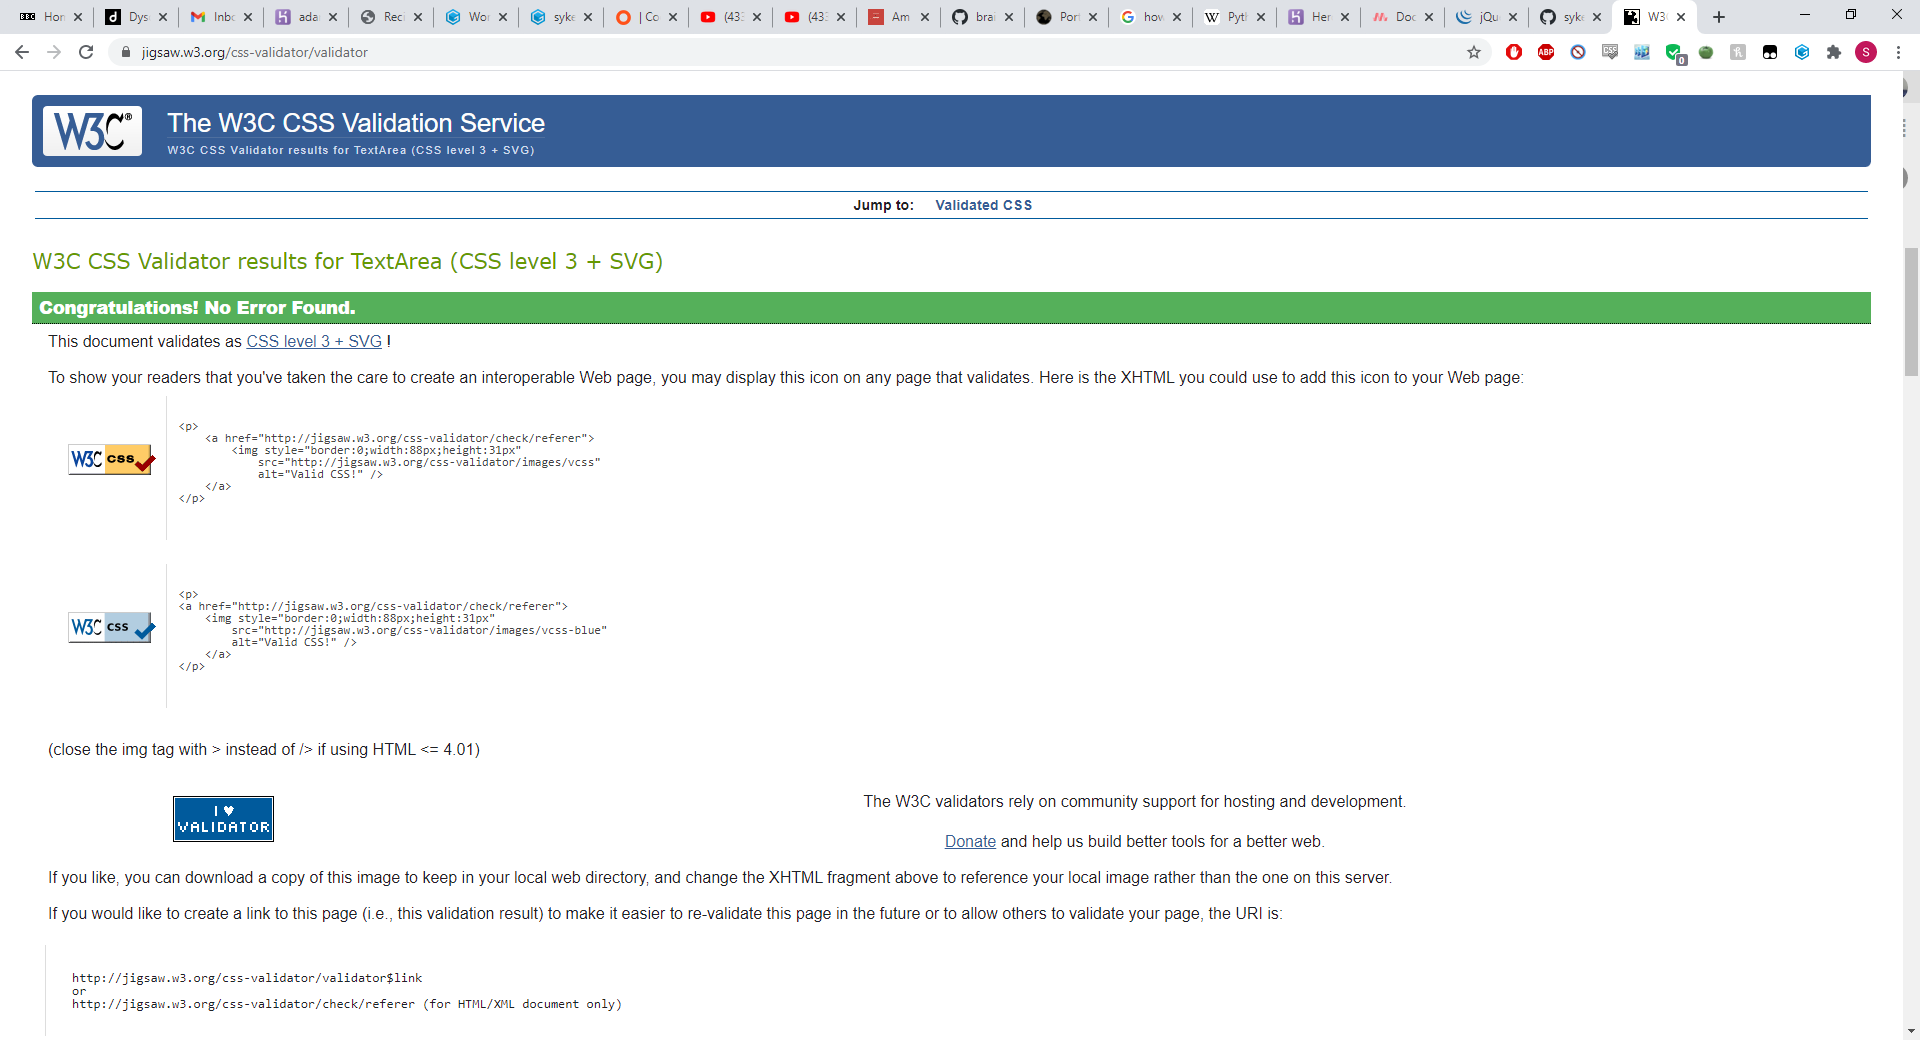 Hon
Dys
Inbc
ada
Reci
Wor
syke
| Co
(433
(433
Am
brai
Port
how
Pyth
Her
Doc
jQu
syke
W3C
jigsaw.w3.org/css-validator/validator
ABP
CSS
0
S
W3C®
The W3C CSS Validation Service
W3C CSS Validator results for TextArea (CSS level 3 + SVG)
Jump to: Validated CSS
W3C CSS Validator results for TextArea (CSS level 3 + SVG)
Congratulations! No Error Found.
This document validates as CSS level 3 + SVG !
To show your readers that you've taken the care to create an interoperable Web page, you may display this icon on any page that validates. Here is the XHTML you could use to add this icon to your Web page:
W3C css
<p>
<a href="http://jigsaw.w3.org/css-validator/check/referer">
<img style="border:0;width:88px;height:31px"
src="http://jigsaw.w3.org/css-validator/images/vcss"
alt="Valid CSS!" />
</a>
</p>
W3C css
<p>
<a href="http://jigsaw.w3.org/css-validator/check/referer">
<img style="border:0;width:88px;height:31px"
src="http://jigsaw.w3.org/css-validator/images/vcss-blue"
alt="Valid CSS!" />
</a>
</p>
(close the img tag with > instead of /> if using HTML <= 4.01)
I ♥
VALIDATOR
The W3C validators rely on community support for hosting and development.
Donate and help us build better tools for a better web.
If you like, you can download a copy of this image to keep in your local web directory, and change the XHTML fragment above to reference your local image rather than the one on this server.
If you would like to create a link to this page (i.e., this validation result) to make it easier to re-validate this page in the future or to allow others to validate your page, the URI is:
http://jigsaw.w3.org/css-validator/validator$link
or
http://jigsaw.w3.org/css-validator/check/referer (for HTML/XML document only)